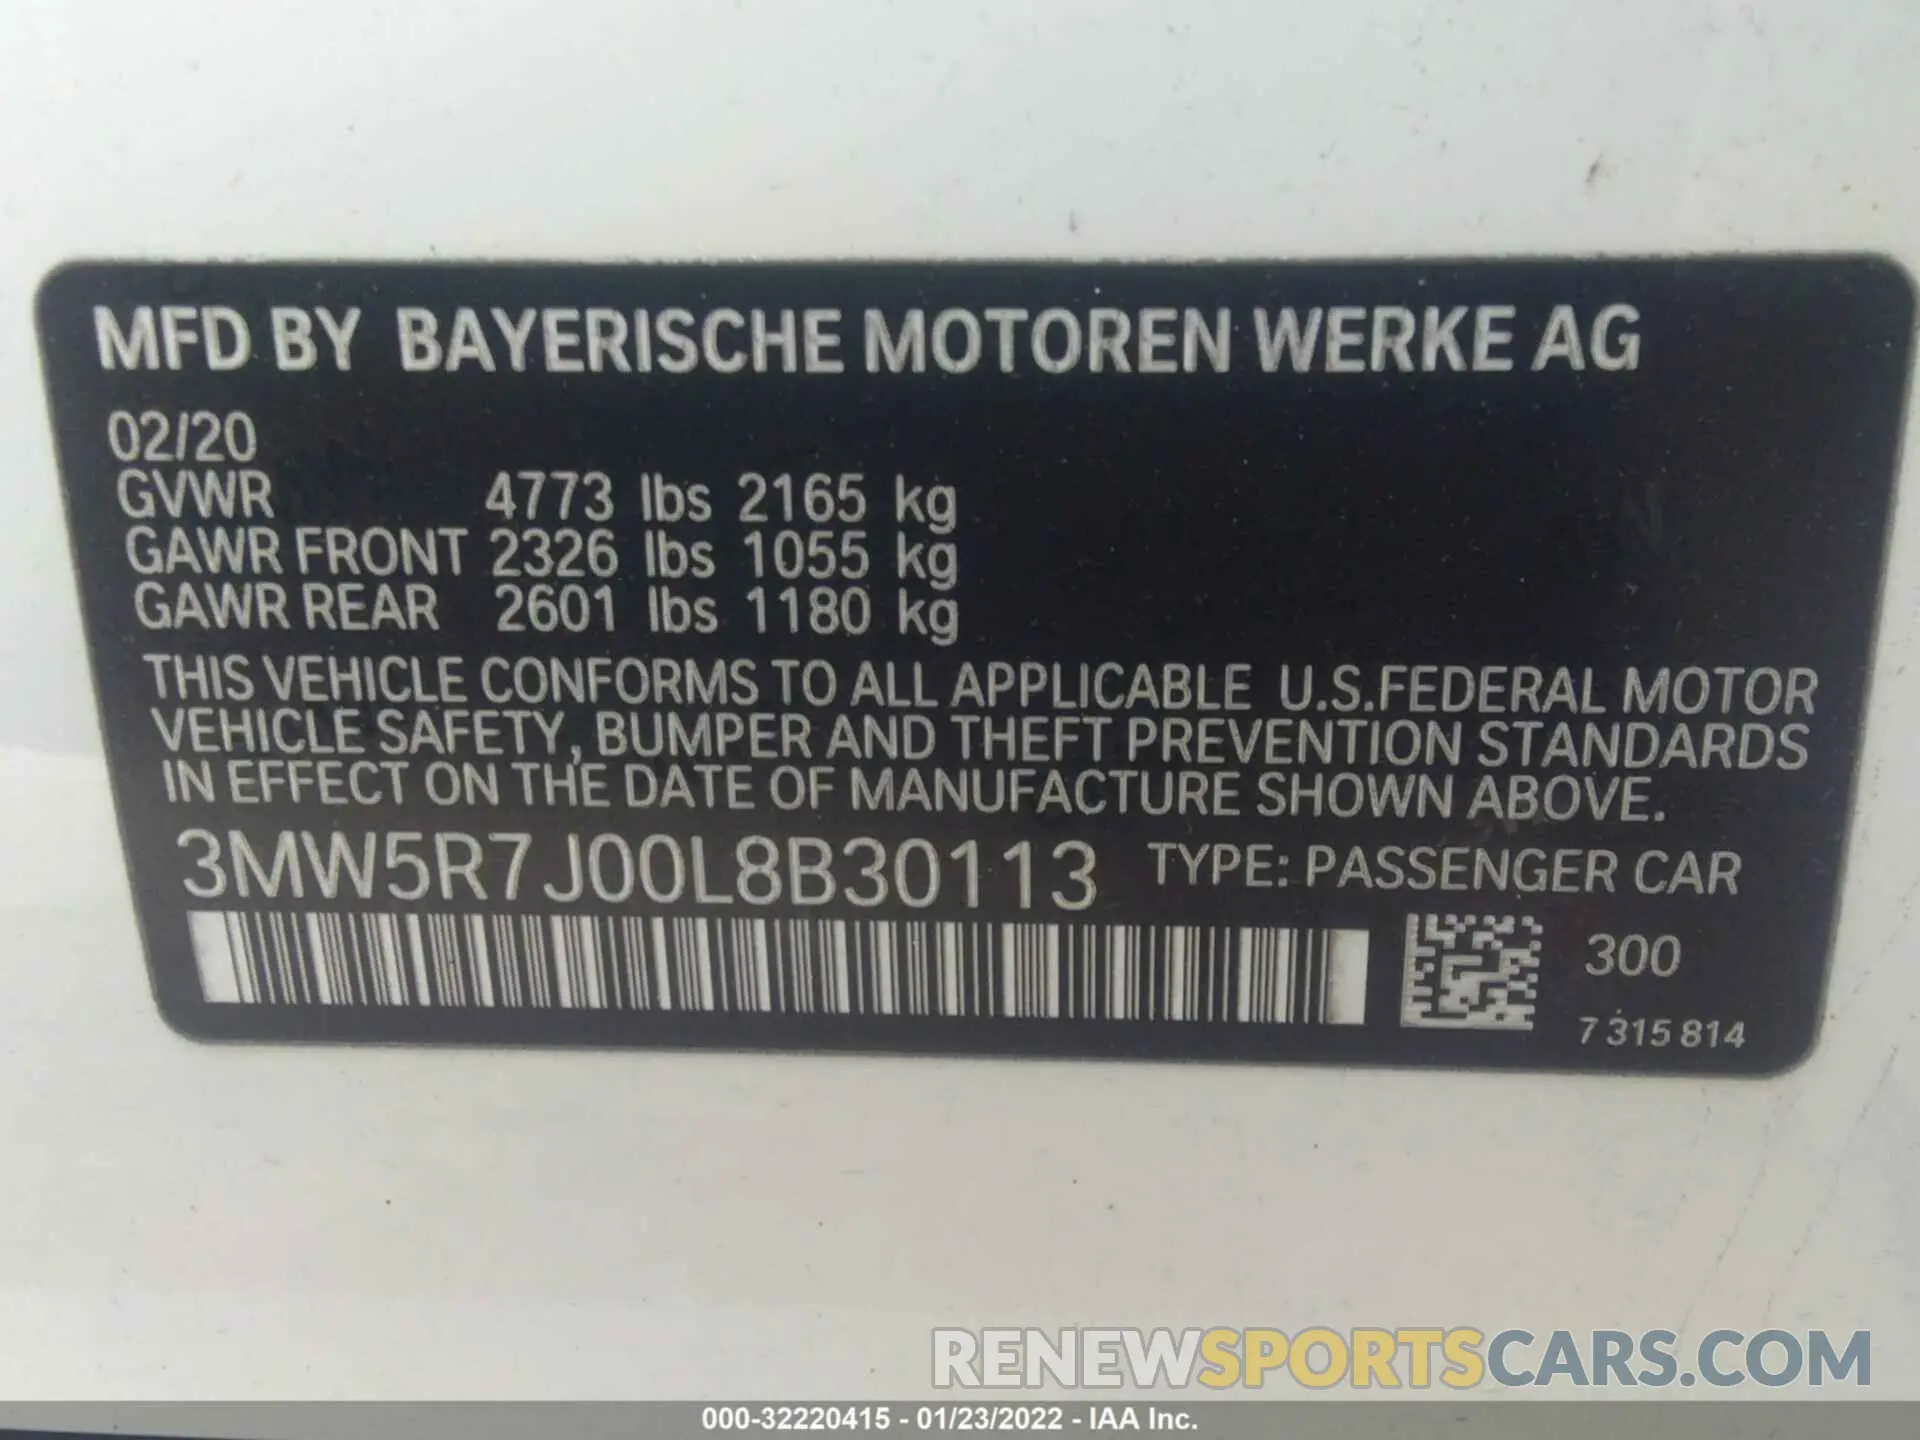 MFD BY BAYERISCHE MOTOREN WERKE AG
02/20
GVWR 4773 lbs 2165 kg
GAWR FRONT 2326 lbs 1055 kg
GAWR REAR 2601 lbs 1180 kg
THIS VEHICLE CONFORMS TO ALL APPLICABLE U.S.FEDERAL MOTOR
VEHICLE SAFETY, BUMPER AND THEFT PREVENTION STANDARDS
IN EFFECT ON THE DATE OF MANUFACTURE SHOWN ABOVE.
3MW5R7J00L8B30113 TYPE: PASSENGER CAR
300
7 315 814
RENEWSPORTSCARS.COM
000-32220415 - 01/23/2022 - IAA Inc.